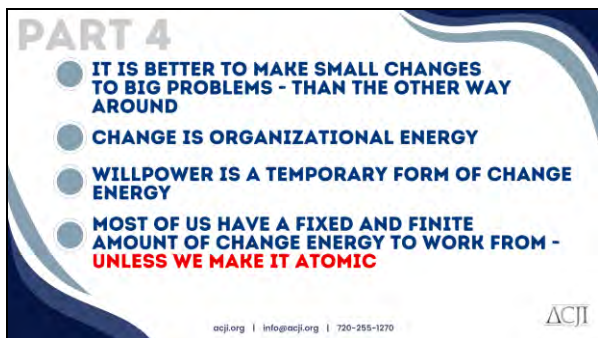 PART 4
IT IS BETTER TO MAKE SMALL CHANGES
TO BIG PROBLEMS - THAN THE OTHER WAY
AROUND
CHANGE IS ORGANIZATIONAL ENERGY
WILLPOWER IS A TEMPORARY FORM OF CHANGE
ENERGY
MOST OF US HAVE A FIXED AND FINITE
AMOUNT OF CHANGE ENERGY TO WORK FROM -
UNLESS WE MAKE IT ATOMIC
acji.org | info@acji.org | 720-255-1270
ACJI